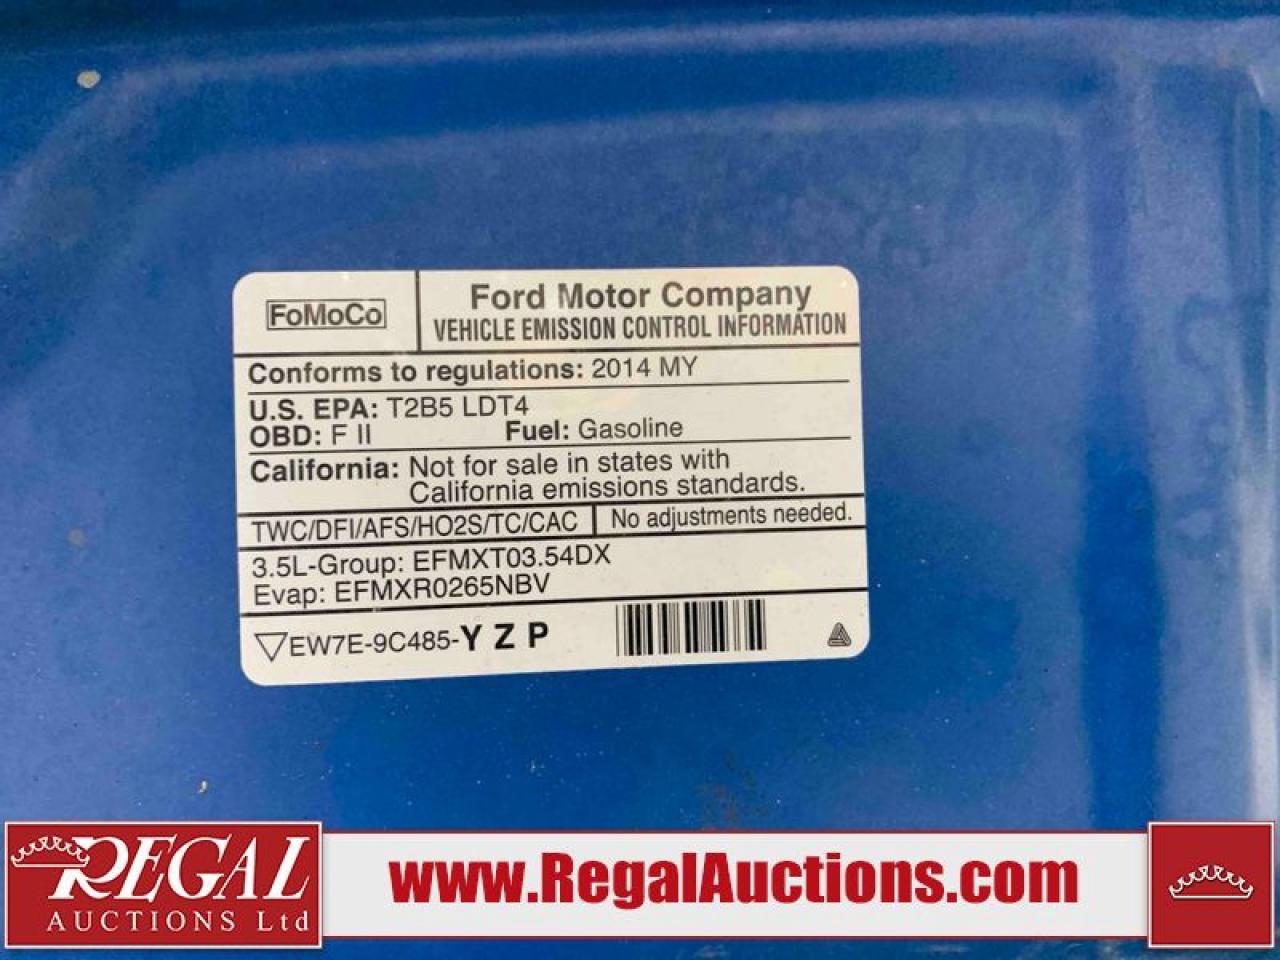 FoMoCo
Ford Motor Company
VEHICLE EMISSION CONTROL INFORMATION
Conforms to regulations: 2014 MY
U.S. EPA: T2B5 LDT4
OBD: F II Fuel: Gasoline
California: Not for sale in states with
California emissions standards.
TWC/DFI/AFS/HO2S/TC/CAC No adjustments needed.
3.5L-Group: EFMXT03.54DX
Evap: EFMXR0265NBV
EW7E-9C485-Y Z P
REGAL
AUCTIONS Ltd
www.RegalAuctions.com